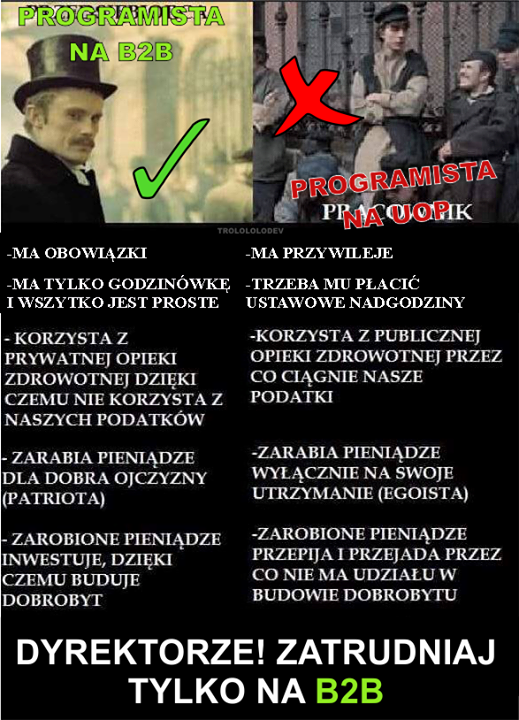 PROGRAMISTA
NA B2B
PROGRAMISTA
NA UOP
TROLOLOLODEV
-MA OBOWIĄZKI
-MA TYLKO GODZINÓWKĘ
I WSZYTKO JEST PROSTE
- KORZYSTA Z
PRYWATNEJ OPIEKI
ZDROWOTNEJ DZIĘKI
CZEMU NIE KORZYSTA Z
NASZYCH PODATKÓW
- ZARABIA PIENIĄDZE
DLA DOBRA OJCZYZNY
(PATRIOTA)
- ZAROBIONE PIENIĄDZE
INWESTUJE, DZIĘKI
CZEMU BUDUJE
DOBROBYT
-MA PRZYWILEJE
-TRZEBA MU PŁACIĆ
USTAWOWE NADGODZINY
-KORZYSTA Z PUBLICZNEJ
OPIEKI ZDROWOTNEJ PRZEZ
CO CIĄGNIE NASZE
PODATKI
-ZARABIA PIENIĄDZE
WYŁĄCZNIE NA SWOJE
UTRZYMANIE (EGOISTA)
-ZAROBIONE PIENIĄDZE
PRZEPIJA I PRZEJADA PRZEZ
CO NIE MA UDZIAŁU W
BUDOWIE DOBROBYTU
DYREKTORZE! ZATRUDNIAJ
TYLKO NA B2B